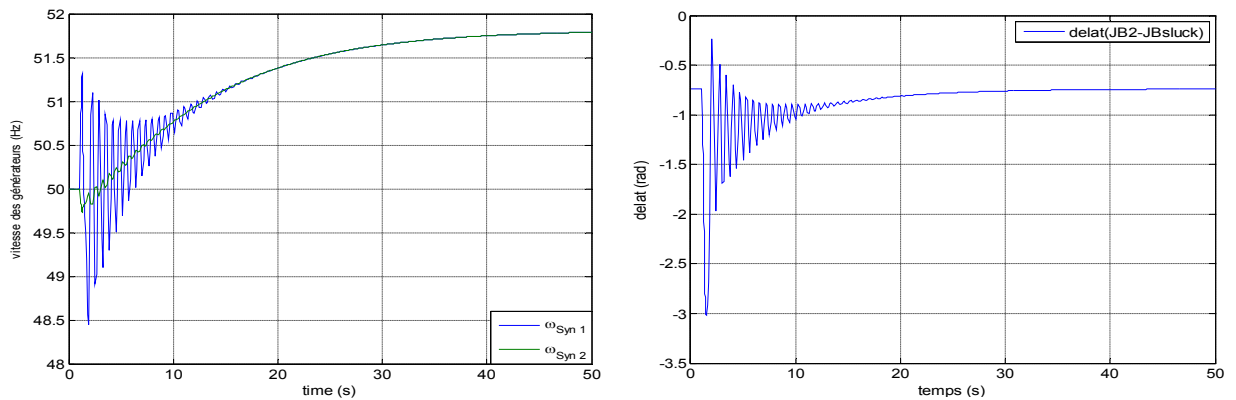 52
51.5
51
50.5
50
49.5
49
48.5
48
vitesse des générateurs (Hz)
0 10 20 30 40 50
time (s)
ωSyn 1
ωSyn 2
0
-0.5
-1
-1.5
-2
-2.5
-3
-3.5
delat (rad)
0 10 20 30 40 50
temps (s)
delat(JB2-JBsluck)